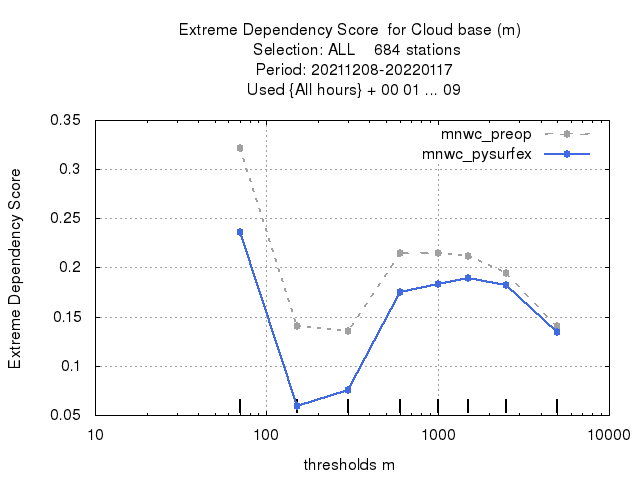 Extreme Dependency Score  for Cloud base (m)
Selection: ALL    684 stations
Period: 20211208-20220117
Used {All hours} + 00 01 ... 09
mnwc_preop
mnwc_pysurfex
Extreme Dependency Score
0.35
0.3
0.25
0.2
0.15
0.1
0.05
10 100 1000 10000
thresholds m